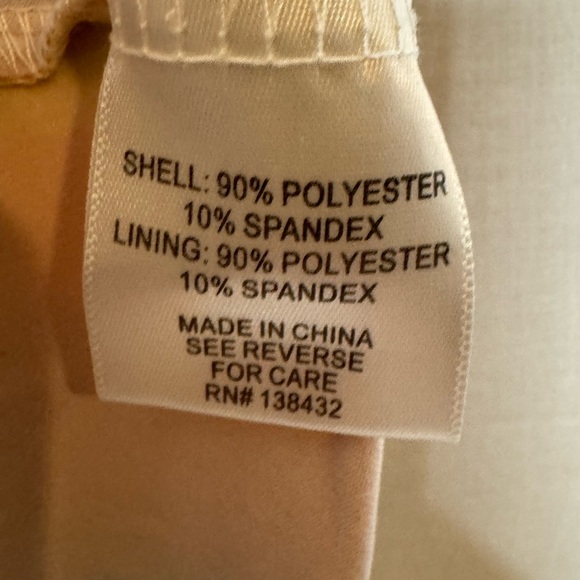 SHELL: 90% POLYESTER
10% SPANDEX
LINING: 90% POLYESTER
10% SPANDEX
MADE IN CHINA
SEE REVERSE
FOR CARE
RN# 138432